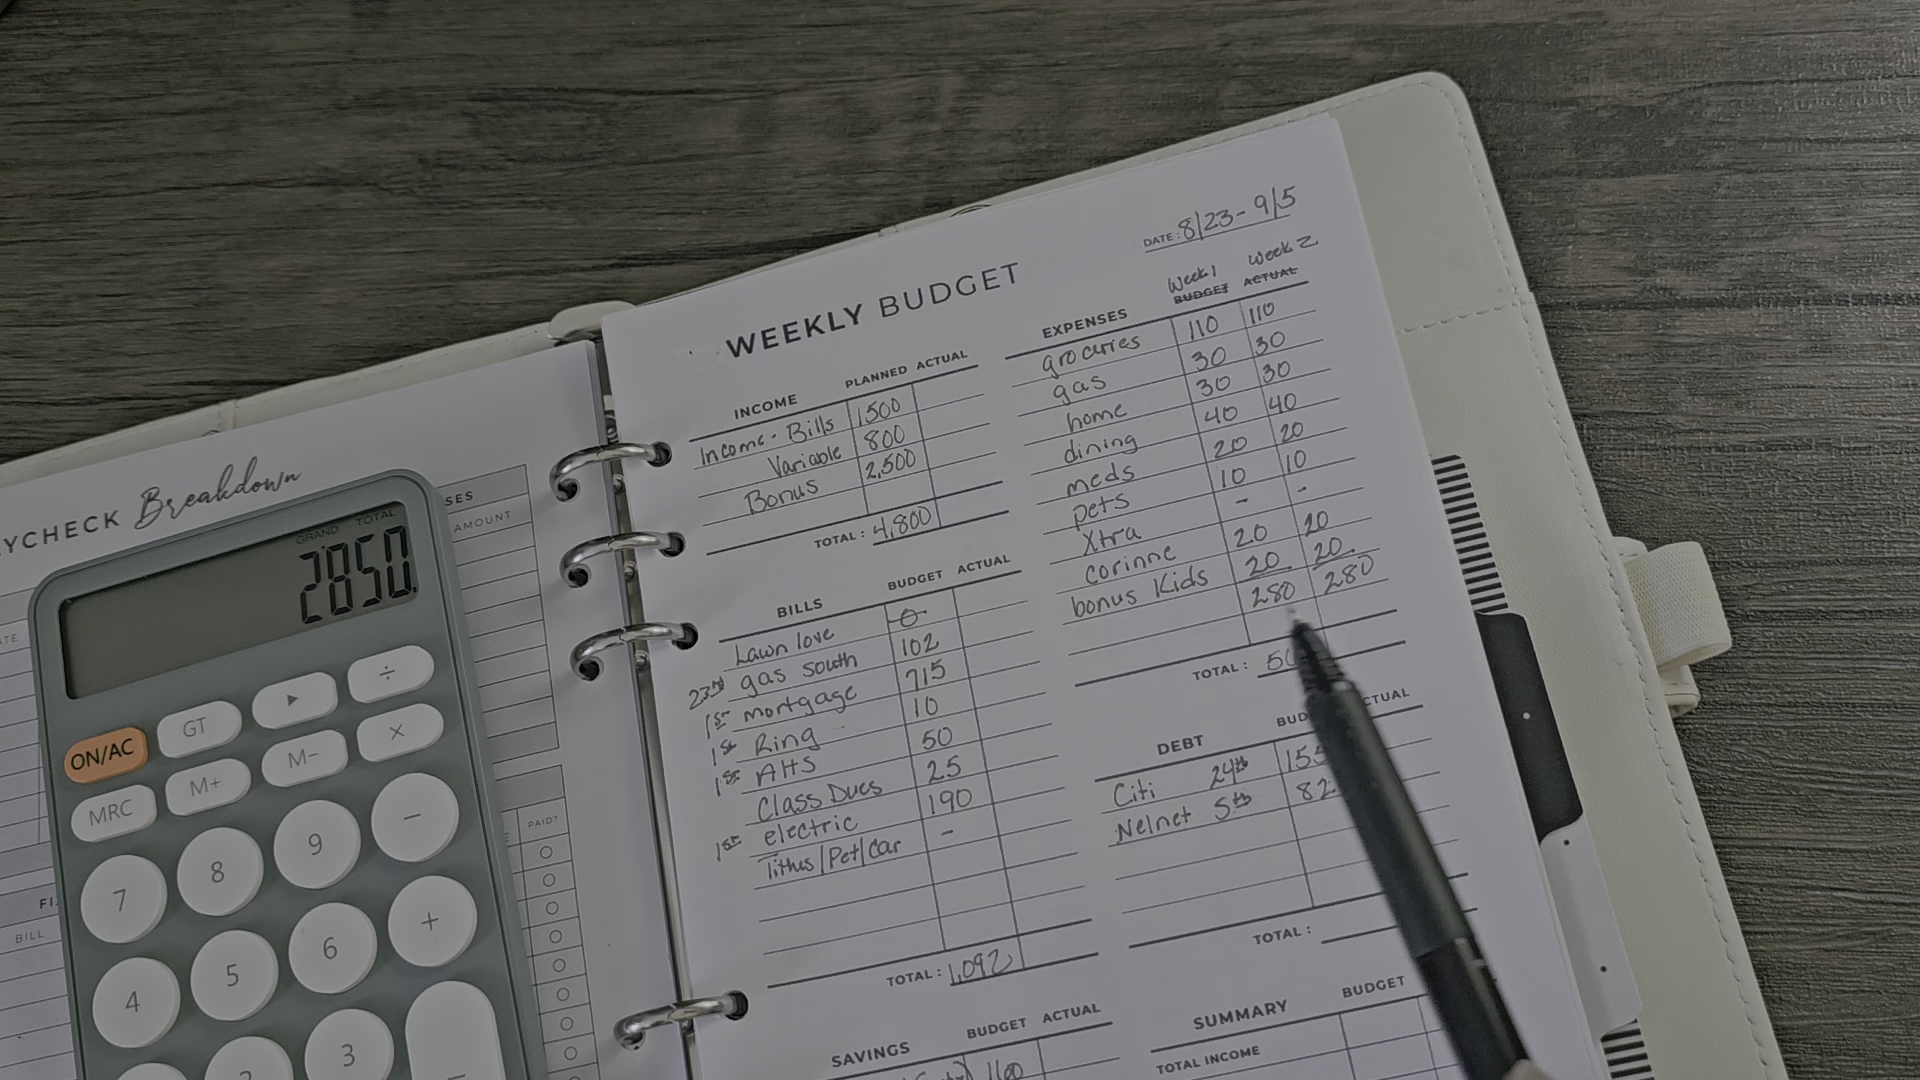 YCHECK Breakdown
SES
AMOUNT
PAID?
BILL
GRAND TOTAL
2850.
ON/AC
GT
▶
÷
MRC
M+
M−
×
7
8
9
−
4
5
6
+
3
WEEKLY BUDGET
DATE: 8/23 - 9/5
INCOME PLANNED ACTUAL
Income - Bills 1500
Variable 800
Bonus 2,500
TOTAL: 4,800
BILLS BUDGET ACTUAL
Lawn love 0
23rd gas south 102
1st mortgage 715
1st Ring 10
1st AHS 50
Class Dues 25
1st electric 190
Tithes/Pet/Car -
TOTAL: 1,092
SAVINGS BUDGET ACTUAL
1100
Week 1 Week 2
EXPENSES BUDGET ACTUAL
groceries 110 110
gas 30 30
home 30 30
dining 40 40
meds 20 20
pets 10 10
Xtra - -
corinne 20 20
bonus Kids 20 20
280 280
TOTAL:
DEBT ACTUAL
Citi 24th
Nelnet 5th 82
TOTAL:
SUMMARY BUDGET
TOTAL INCOME